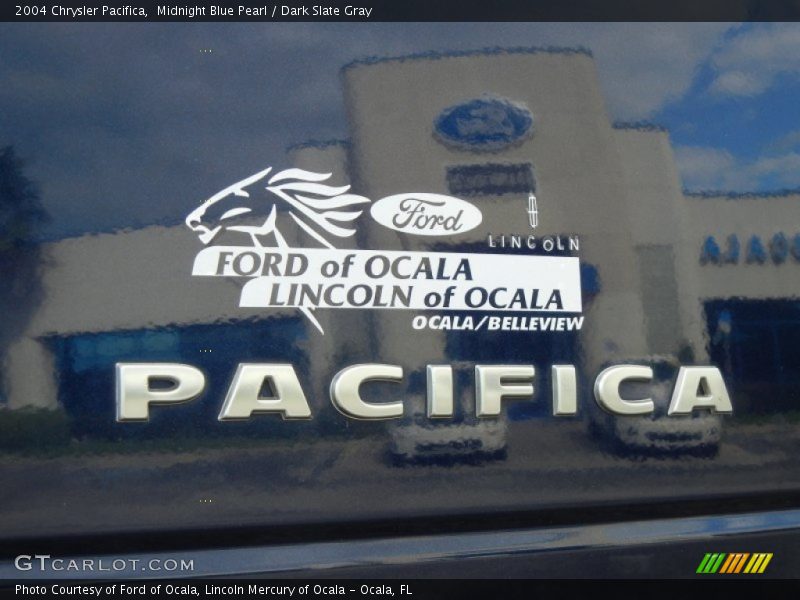 2004 Chrysler Pacifica, Midnight Blue Pearl / Dark Slate Gray
Ford
LINCOLN
FORD of OCALA
LINCOLN of OCALA
OCALA/BELLEVIEW
PACIFICA
GTCARLOT.COM
Photo Courtesy of Ford of Ocala, Lincoln Mercury of Ocala - Ocala, FL